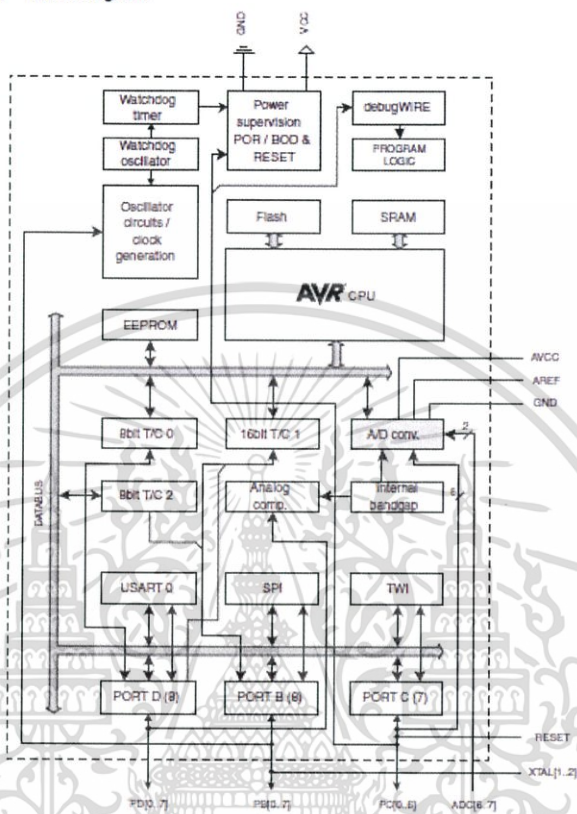 GND
VCC
Watchdog
timer
Power
supervision
POR / BOD &
RESET
debugWIRE
Watchdog
oscillator
PROGRAM
LOGIC
Oscillator
circuits /
clock
generation
Flash
SRAM
AVR CPU
EEPROM
AVCC
AREF
GND
8bit T/C 0
16bit T/C 1
A/D conv.
2
DATABUS
8bit T/C 2
Analog
comp.
Internal
bandgap
6
USART 0
SPI
TWI
PORT D (8)
PORT B (8)
PORT C (7)
RESET
XTAL[1..2]
PD[0..7]
PB[0..7]
PC[0..6]
ADC[6..7]